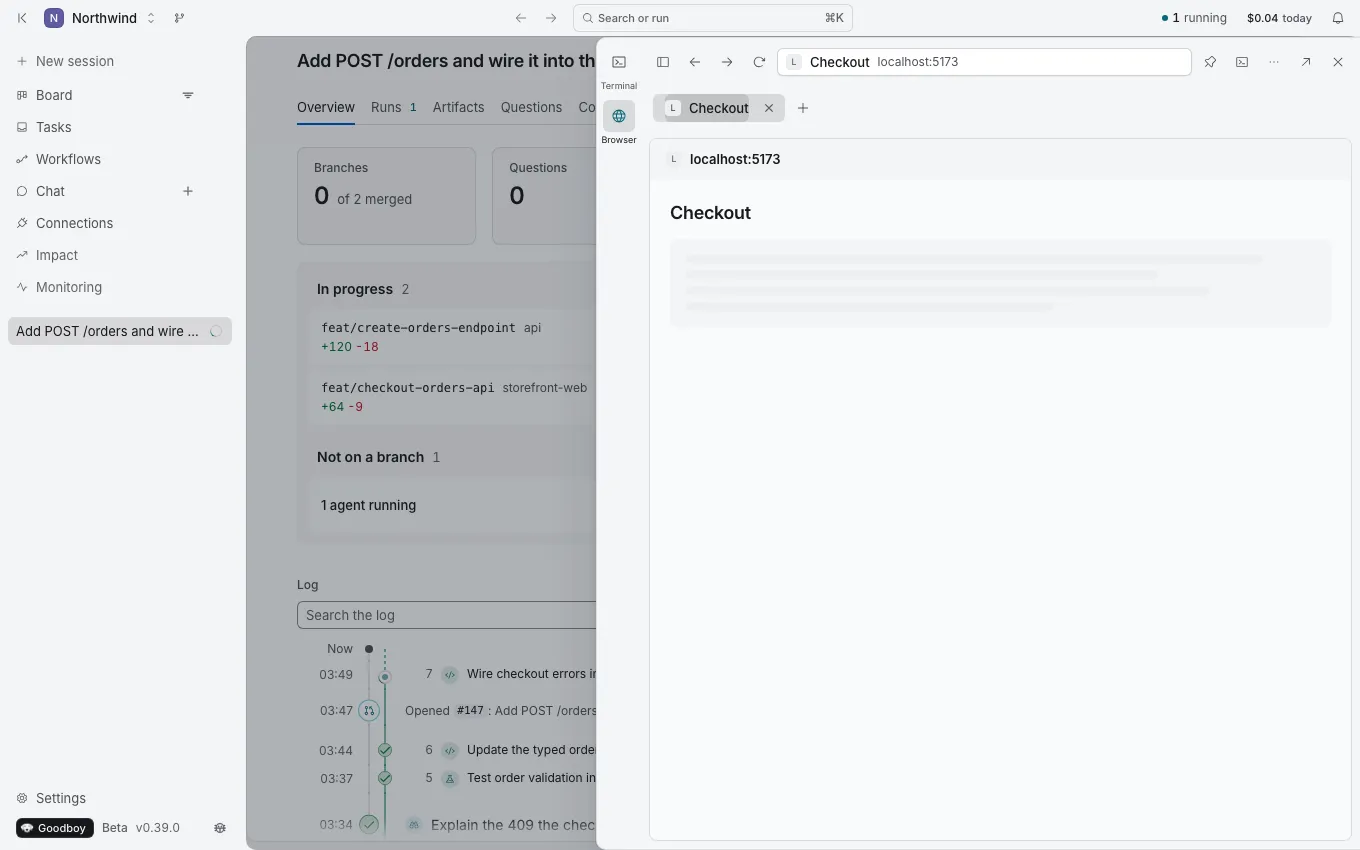 N Northwind
Search or run ⌘K
1 running $0.04 today
New session
Board
Tasks
Workflows
Chat
Connections
Impact
Monitoring
Add POST /orders and wire ...
Settings
Goodboy Beta v0.39.0
Add POST /orders and wire it into th
Overview Runs 1 Artifacts Questions Co
Branches
0 of 2 merged
Questions
0
In progress 2
feat/create-orders-endpoint api
+120 -18
feat/checkout-orders-api storefront-web
+64 -9
Not on a branch 1
1 agent running
Log
Search the log
Now
03:49 7 Wire checkout errors in
03:47 Opened #147 : Add POST /orders
03:44 6 Update the typed orde
03:37 5 Test order validation in
03:34 Explain the 409 the chec
Terminal
Browser
L Checkout localhost:5173
L Checkout
L localhost:5173
Checkout